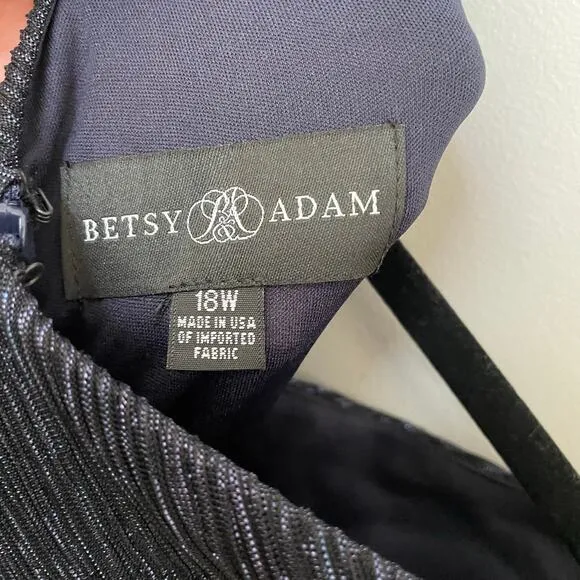 BETSY B&A ADAM
18W
MADE IN USA
OF IMPORTED
FABRIC